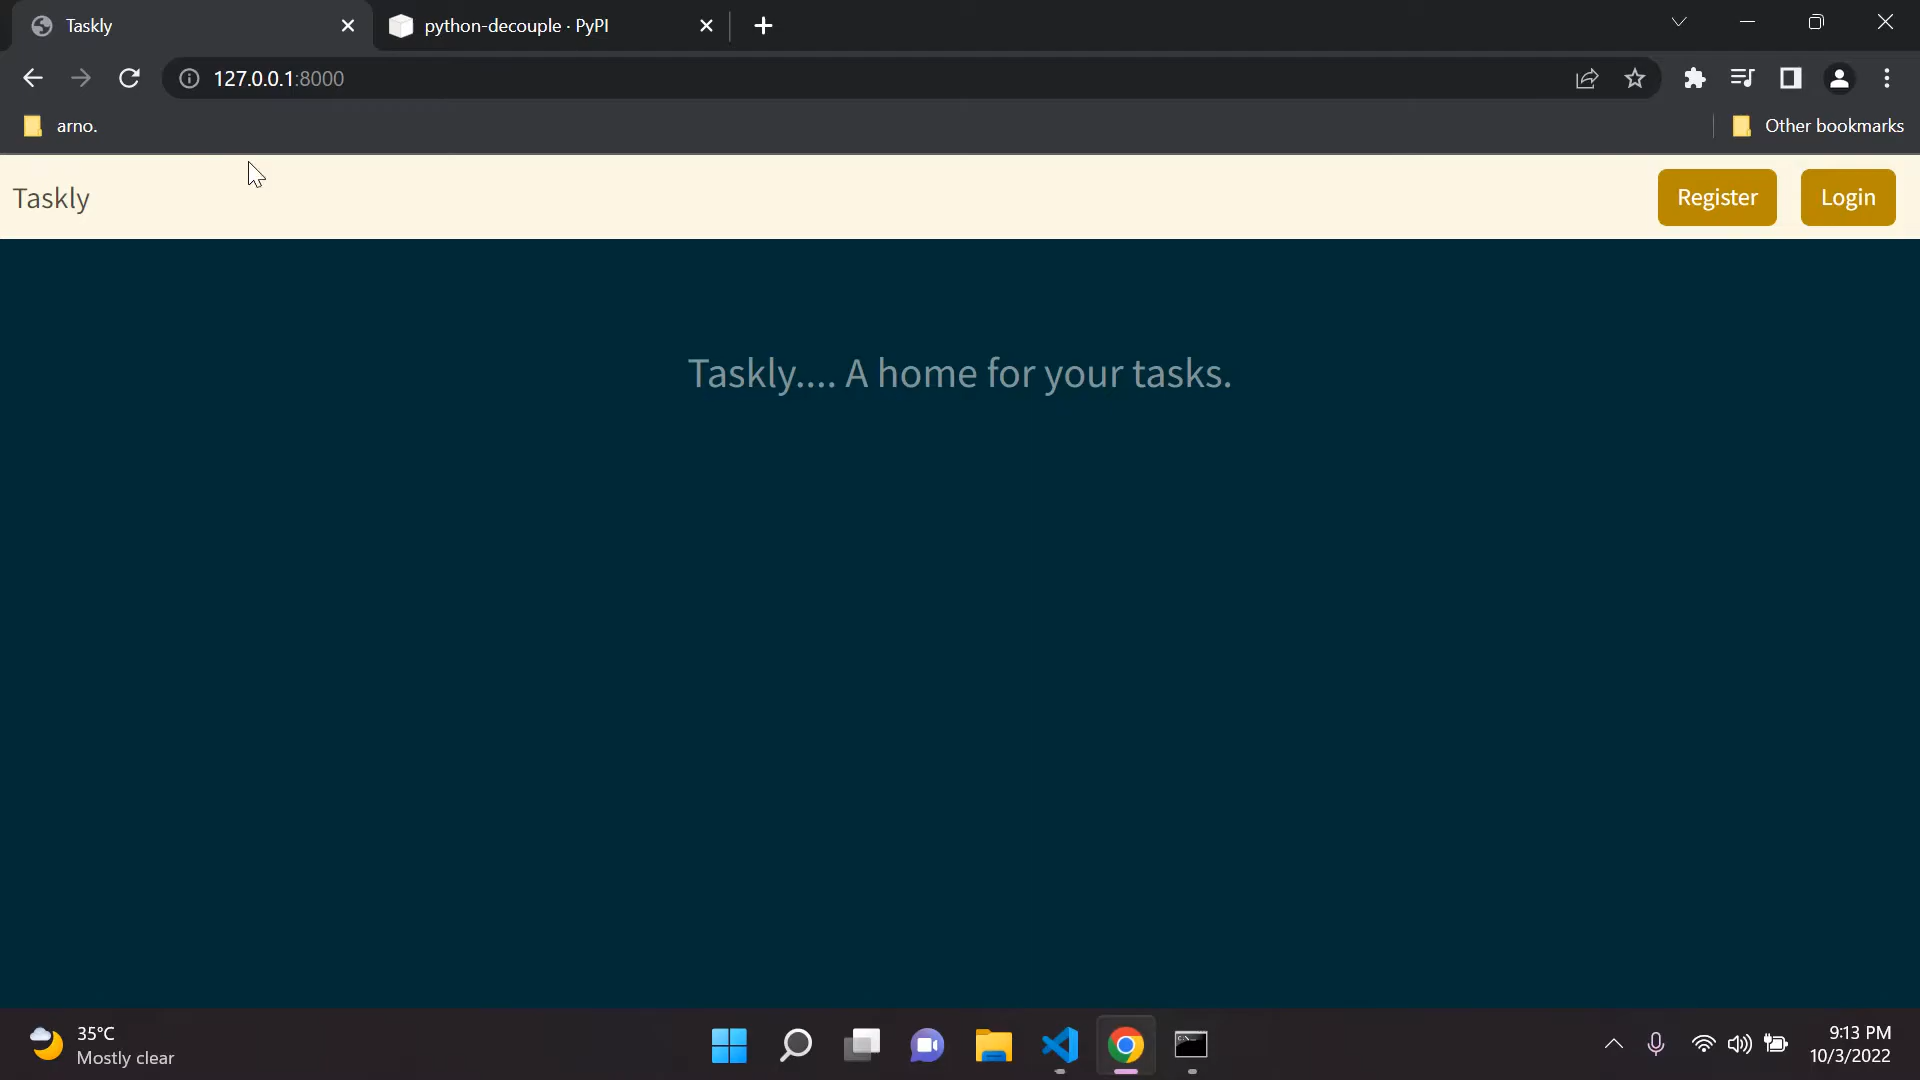 Taskly
python-decouple · PyPI
127.0.0.1:8000
arno.
Other bookmarks
Taskly
Register
Login
Taskly.... A home for your tasks.
35°C
Mostly clear
9:13 PM
10/3/2022